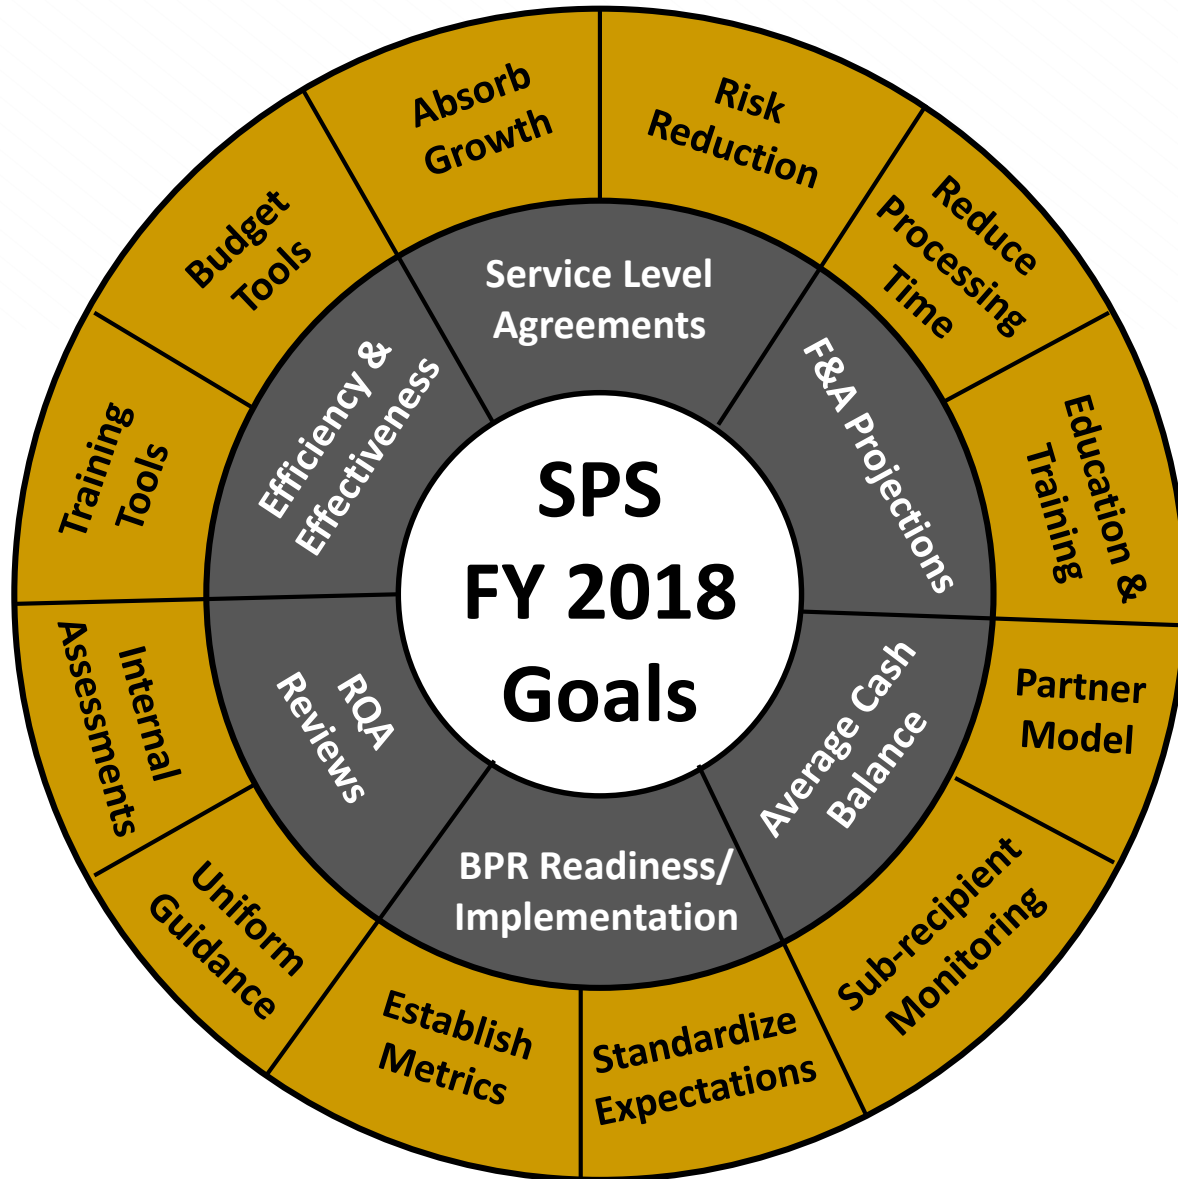 SPS
FY 2018
Goals
Service Level
Agreements
F&A Projections
Average Cash
Balance
BPR Readiness/
Implementation
RQA
Reviews
Efficiency &
Effectiveness
Absorb
Growth
Risk
Reduction
Reduce
Processing
Time
Education &
Training
Partner
Model
Sub-recipient
Monitoring
Standardize
Expectations
Establish
Metrics
Uniform
Guidance
Internal
Assessments
Training
Tools
Budget
Tools